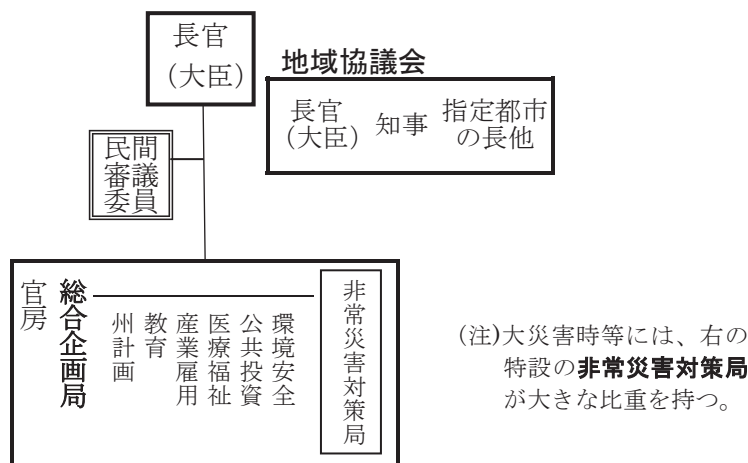 長官
（大臣）
地域協議会
長官
（大臣）
知事
指定都市
の長他
民間
審議
委員
官房
総合企画局
州計画
教育
産業雇用
医療福祉
公共投資
環境安全
非常災害対策局
（注）大災害時等には、右の
特設の非常災害対策局
が大きな比重を持つ。